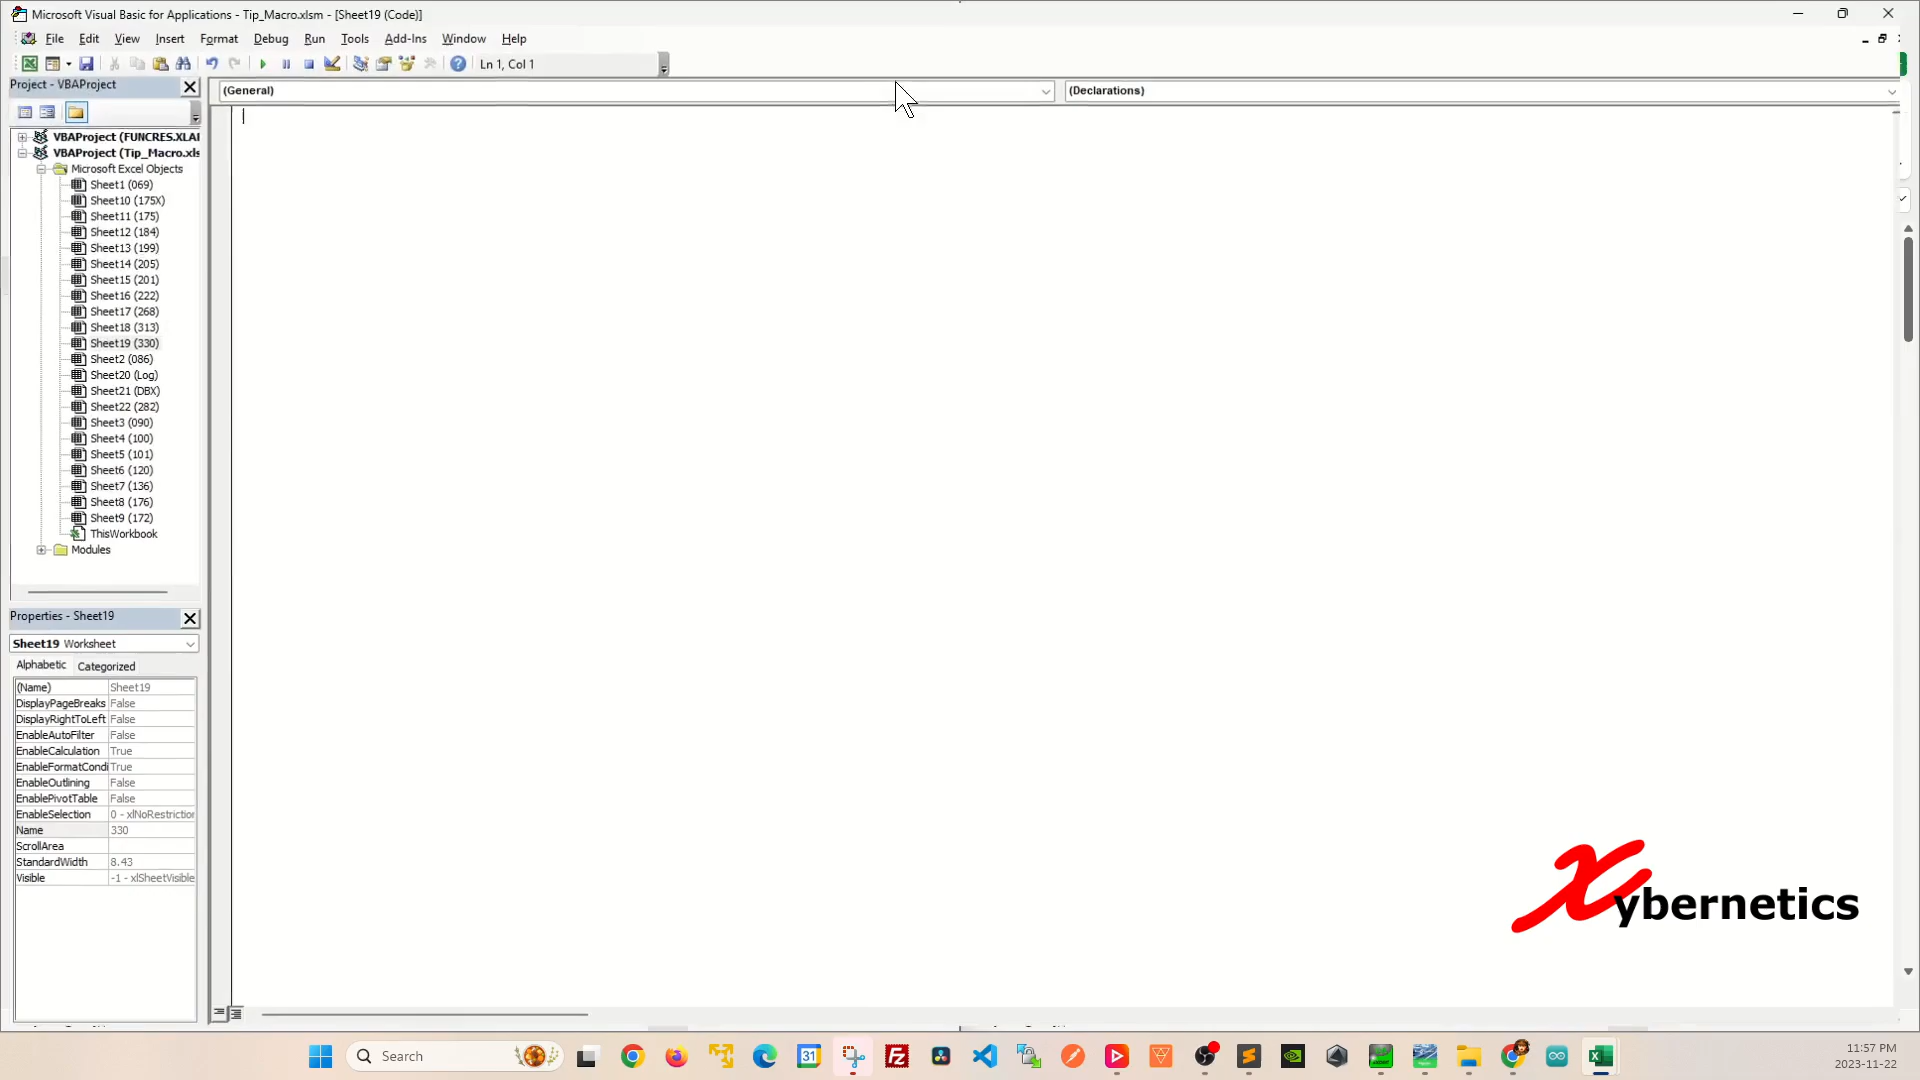 Microsoft Visual Basic for Applications - Tip_Macro.xlsm - [Sheet19 (Code)]
File Edit View Insert Format Debug Run Tools Add-Ins Window Help
Ln 1, Col 1
Project - VBAProject
(General)
(Declarations)
VBAProject (FUNCRES.XLA
VBAProject (Tip_Macro.xls
Microsoft Excel Objects
Sheet1 (069)
Sheet10 (175X)
Sheet11 (175)
Sheet12 (184)
Sheet13 (199)
Sheet14 (205)
Sheet15 (201)
Sheet16 (222)
Sheet17 (268)
Sheet18 (313)
Sheet19 (330)
Sheet2 (086)
Sheet20 (Log)
Sheet21 (DBX)
Sheet22 (282)
Sheet3 (090)
Sheet4 (100)
Sheet5 (101)
Sheet6 (120)
Sheet7 (136)
Sheet8 (176)
Sheet9 (172)
ThisWorkbook
Modules
Properties - Sheet19
Sheet19 Worksheet
Alphabetic Categorized
(Name) Sheet19
DisplayPageBreaks False
DisplayRightToLeft False
EnableAutoFilter False
EnableCalculation True
EnableFormatCondi True
EnableOutlining False
EnablePivotTable False
EnableSelection 0 - xlNoRestriction
Name 330
ScrollArea
StandardWidth 8.43
Visible -1 - xlSheetVisible
Xybernetics
Search
31
11:57 PM
2023-11-22